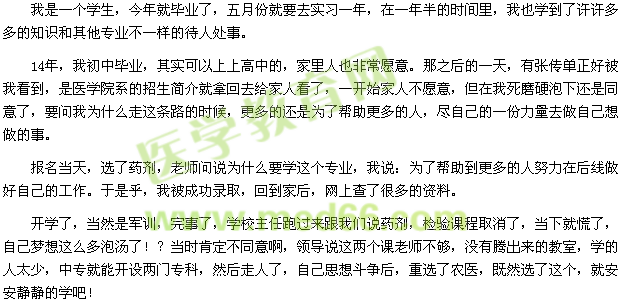 我是一个学生，今年就毕业了，五月份就要去实习一年，在一年半的时间里，我也学到了许许多
多的知识和其他专业不一样的待人处事。
14年，我初中毕业，其实可以上上高中的，家里人也非常愿意。那之后的一天，有张传单正好被
我看到，是医学院系的招生简介就拿回去给家人看了，一开始家人不愿意，但在我死磨硬泡下还是同
意了，要问我为什么走这条路的时候，更多的还是为了帮助更多的人，尽自己的一份力量去做自己想
做的事。
报名当天，选了药剂，老师问说为什么要学这个专业，我说：为了帮助到更多的人努力在后线做
好自己的工作。于是乎，我被成功录取，回到家后，网上查了很多的资料。
开学了，当然是军训，完事了，学校主任跑过来跟我们说药剂，检验课程取消了，当下就慌了，
自己梦想这么多泡汤了！？当时肯定不同意啊，领导说这两个课老师不够，没有腾出来的教室，学的
人太少，中专就能开设两门专科，然后走人了，自己思想斗争后，重选了农医，既然选了这个，就安
安静静的学吧！
医学教育网
www.med66.com